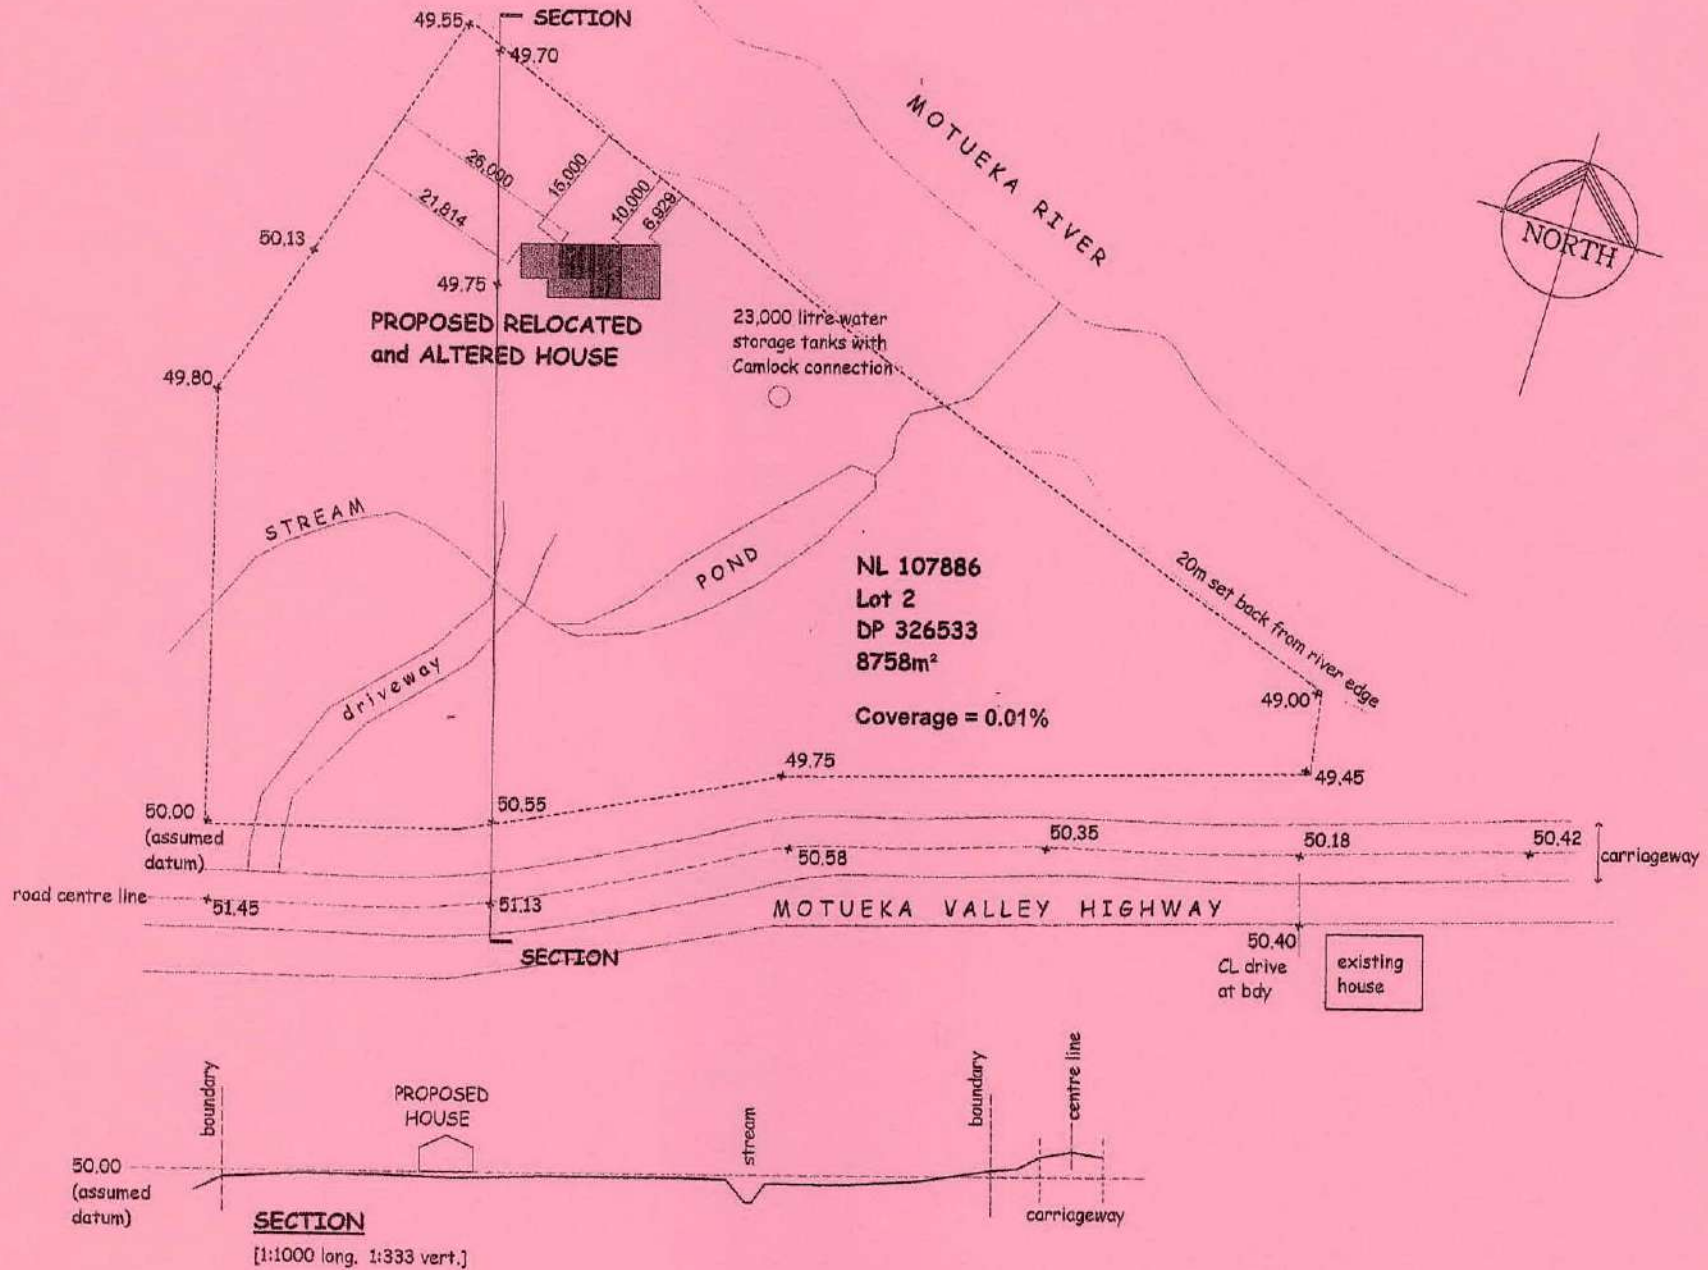 SECTION
49.55
49.70
MOTUEKA RIVER
NORTH
26,000
15,000
10,000
6,929
21,814
50.13
49.75
PROPOSED RELOCATED
and ALTERED HOUSE
23,000 litre water
storage tanks with
Camlock connection
49.80
STREAM
POND
driveway
NL 107886
Lot 2
DP 326533
8758m²
Coverage = 0.01%
20m set back from river edge
49.00
49.75
49.45
50.00
(assumed
datum)
50.55
50.58
50.35
50.18
50.42
carriageway
road centre line
51.45
51.13
MOTUEKA VALLEY HIGHWAY
SECTION
50.40
CL drive
at bdy
existing
house
boundary
PROPOSED
HOUSE
stream
boundary
centre line
50.00
(assumed
datum)
carriageway
SECTION
[1:1000 long. 1:333 vert.]